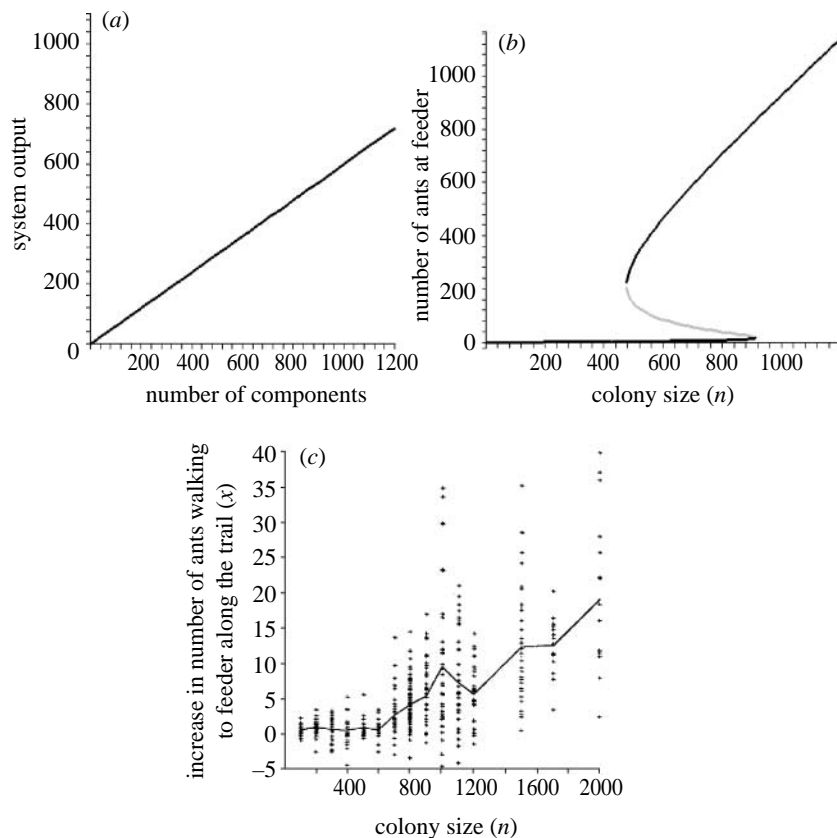 (a)
1000
800
600
400
200
0
system output
200 400 600 800 1000 1200
number of components
(b)
1000
800
600
400
200
0
number of ants at feeder
200 400 600 800 1000
colony size (n)
(c)
40
35
30
25
20
15
10
5
0
–5
increase in number of ants walking
to feeder along the trail (x)
400 800 1200 1600 2000
colony size (n)